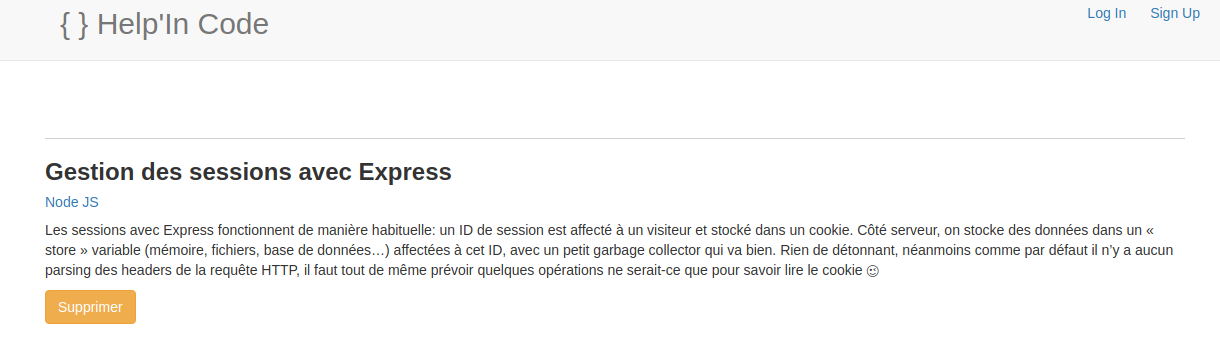 { } Help'In Code
Log In
Sign Up
Gestion des sessions avec Express
Node JS
Les sessions avec Express fonctionnent de manière habituelle: un ID de session est affecté à un visiteur et stocké dans un cookie. Côté serveur, on stocke des données dans un «
store » variable (mémoire, fichiers, base de données…) affectées à cet ID, avec un petit garbage collector qui va bien. Rien de détonnant, néanmoins comme par défaut il n’y a aucun
parsing des headers de la requête HTTP, il faut tout de même prévoir quelques opérations ne serait-ce que pour savoir lire le cookie 😉
Supprimer